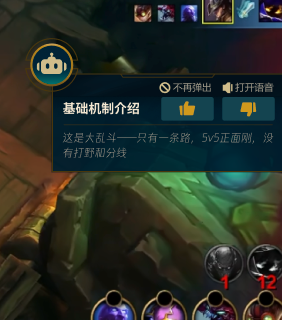 不再弹出 打开语音
基础机制介绍
这是大乱斗——只有一条路，5v5正面刚，没
有打野和分线
1 12